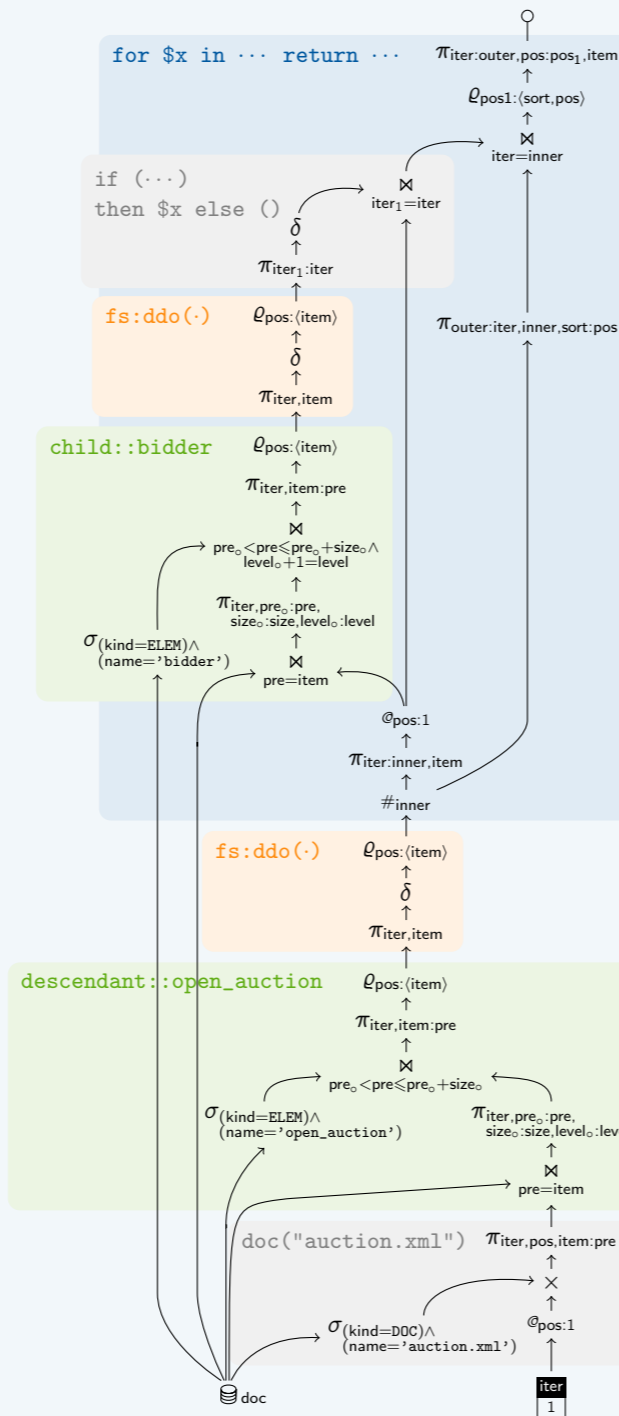 for $x in ··· return ···
π iter:outer,pos:pos₁,item
ϱ pos1:⟨sort,pos⟩
⋈
iter=inner
if (···)
then $x else ()
⋈
iter₁=iter
δ
π iter₁:iter
fs:ddo(·)
ϱ pos:⟨item⟩
δ
π iter,item
π outer:iter,inner,sort:pos
child::bidder
ϱ pos:⟨item⟩
π iter,item:pre
⋈
pre∘<pre⩽pre∘+size∘∧
level∘+1=level
π iter,pre∘:pre,
size∘:size,level∘:level
σ (kind=ELEM)∧
(name='bidder')
⋈
pre=item
@pos:1
π iter:inner,item
#inner
fs:ddo(·)
ϱ pos:⟨item⟩
δ
π iter,item
descendant::open_auction
ϱ pos:⟨item⟩
π iter,item:pre
⋈
pre∘<pre⩽pre∘+size∘
σ (kind=ELEM)∧
(name='open_auction')
π iter,pre∘:pre,
size∘:size,level∘:leve
⋈
pre=item
doc("auction.xml")
π iter,pos,item:pre
×
σ (kind=DOC)∧
(name='auction.xml')
@pos:1
doc
iter
1